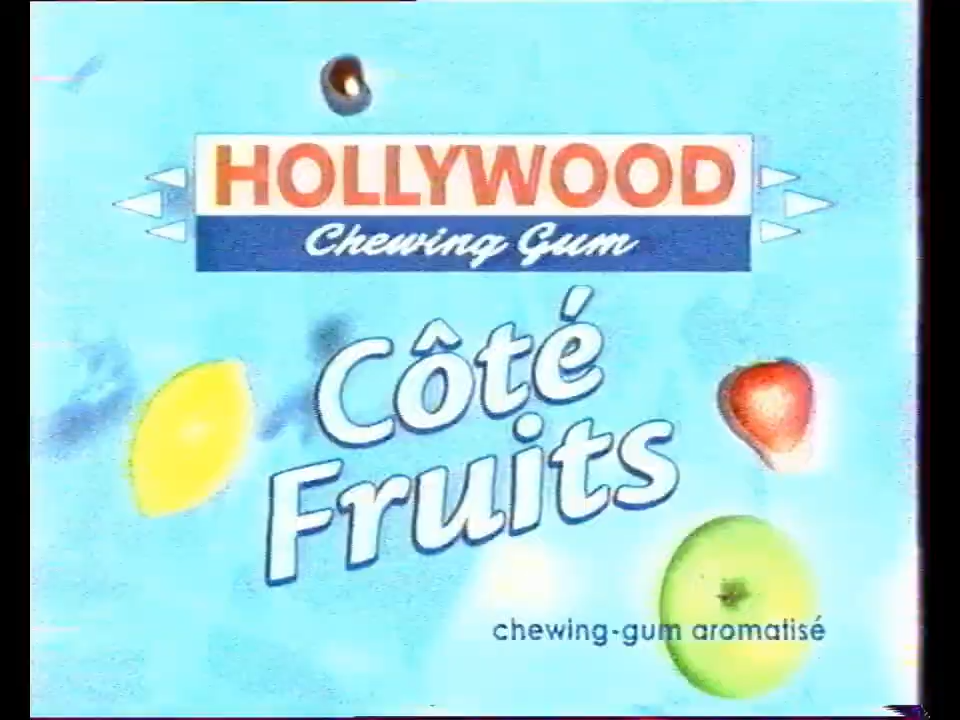 HOLLYWOOD
Chewing Gum
Côté
Fruits
chewing-gum aromatisé